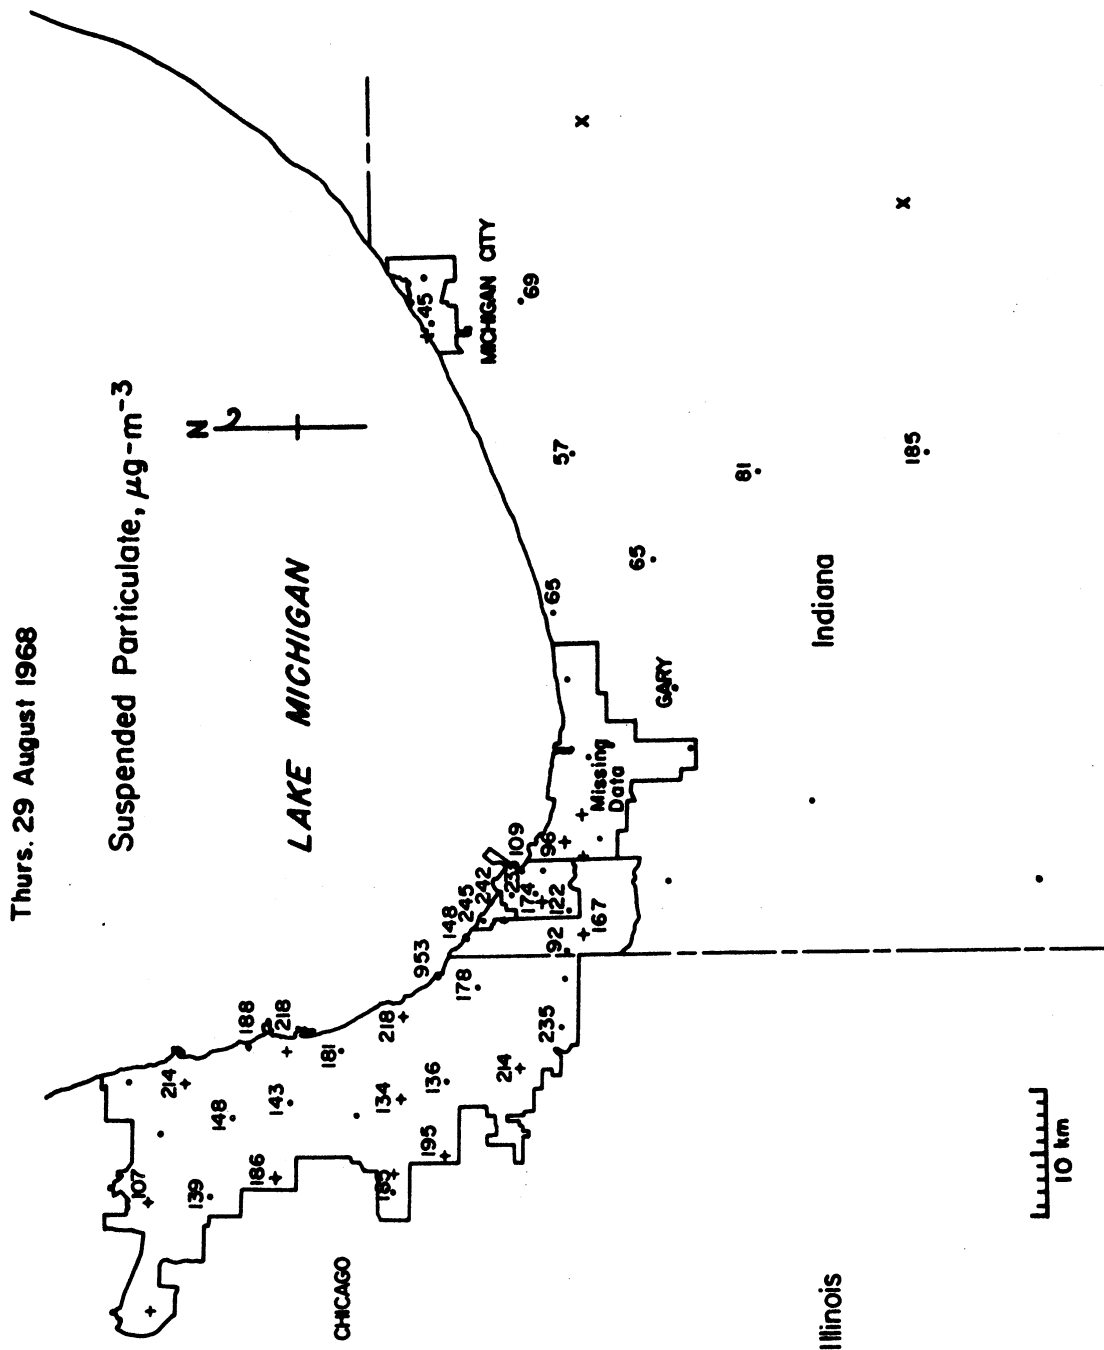 Thurs. 29 August 1968
Suspended Particulate, μg-m⁻³
N
LAKE MICHIGAN
107
214
139
148
188
186
143
218
181
CHICAGO
185
134
218
195
136
953
45
148
178
245
242
MICHIGAN CITY
214
109
174
69
235
92
122
96
65
57
167
Missing
Data
65
GARY
81
Illinois
Indiana
185
10 km